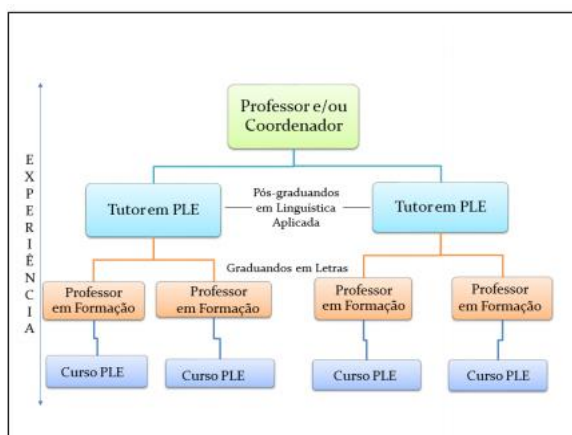 Professor e/ou
Coordenador
EXPERIÊNCIA
Tutor em PLE
Pós-graduandos
em Linguística
Aplicada
Tutor em PLE
Graduandos em Letras
Professor
em Formação
Professor
em Formação
Professor
em Formação
Professor
em Formação
Curso PLE
Curso PLE
Curso PLE
Curso PLE